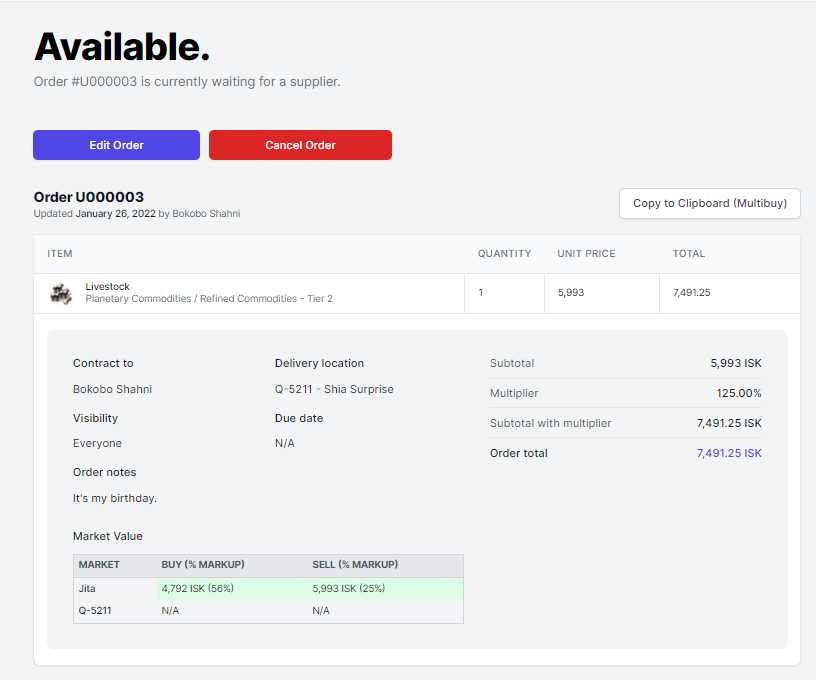 Available.
Order #U000003 is currently waiting for a supplier.
Edit Order
Cancel Order
Order U000003
Updated January 26, 2022 by Bokobo Shahni
Copy to Clipboard (Multibuy)
ITEM QUANTITY UNIT PRICE TOTAL
Livestock
Planetary Commodities / Refined Commodities - Tier 2
1 5,993 7,491.25
Contract to
Bokobo Shahni
Delivery location
Q-5211 - Shia Surprise
Visibility
Everyone
Due date
N/A
Order notes
It's my birthday.
Subtotal 5,993 ISK
Multiplier 125.00%
Subtotal with multiplier 7,491.25 ISK
Order total 7,491.25 ISK
Market Value
MARKET BUY (% MARKUP) SELL (% MARKUP)
Jita 4,792 ISK (56%) 5,993 ISK (25%)
Q-5211 N/A N/A